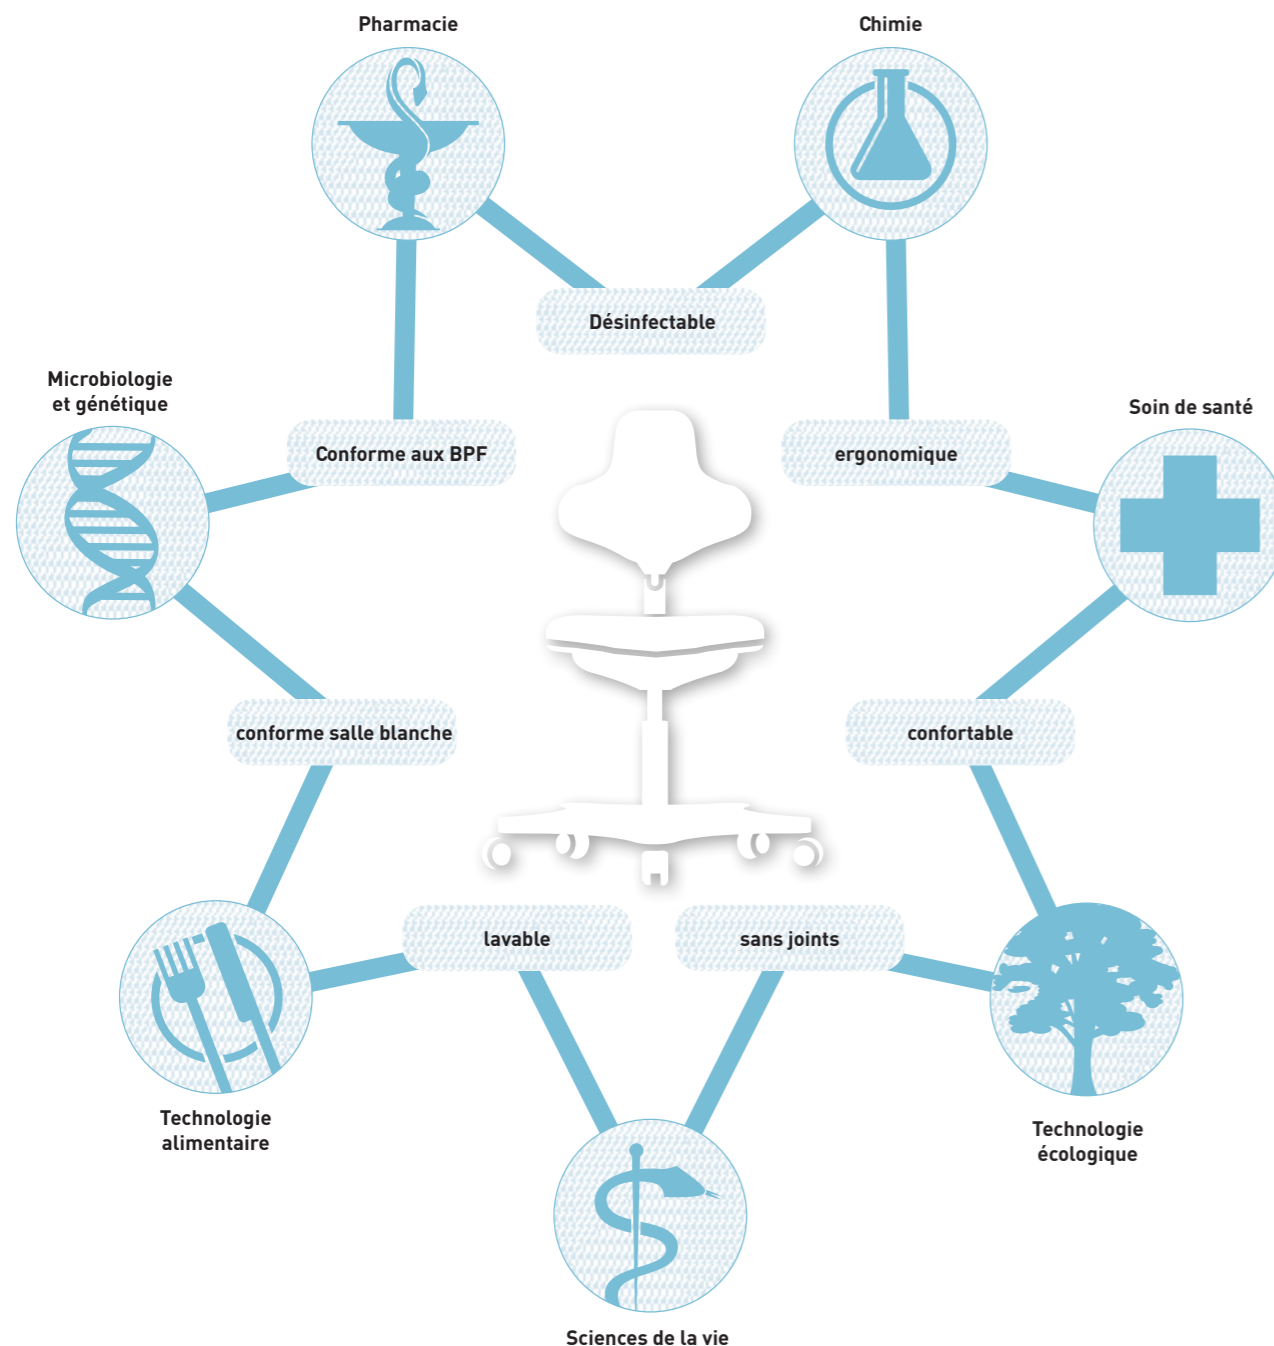 Pharmacie
Chimie
Désinfectable
Microbiologie
et génétique
Soin de santé
Conforme aux BPF
ergonomique
conforme salle blanche
confortable
lavable
sans joints
Technologie
alimentaire
Technologie
écologique
Sciences de la vie